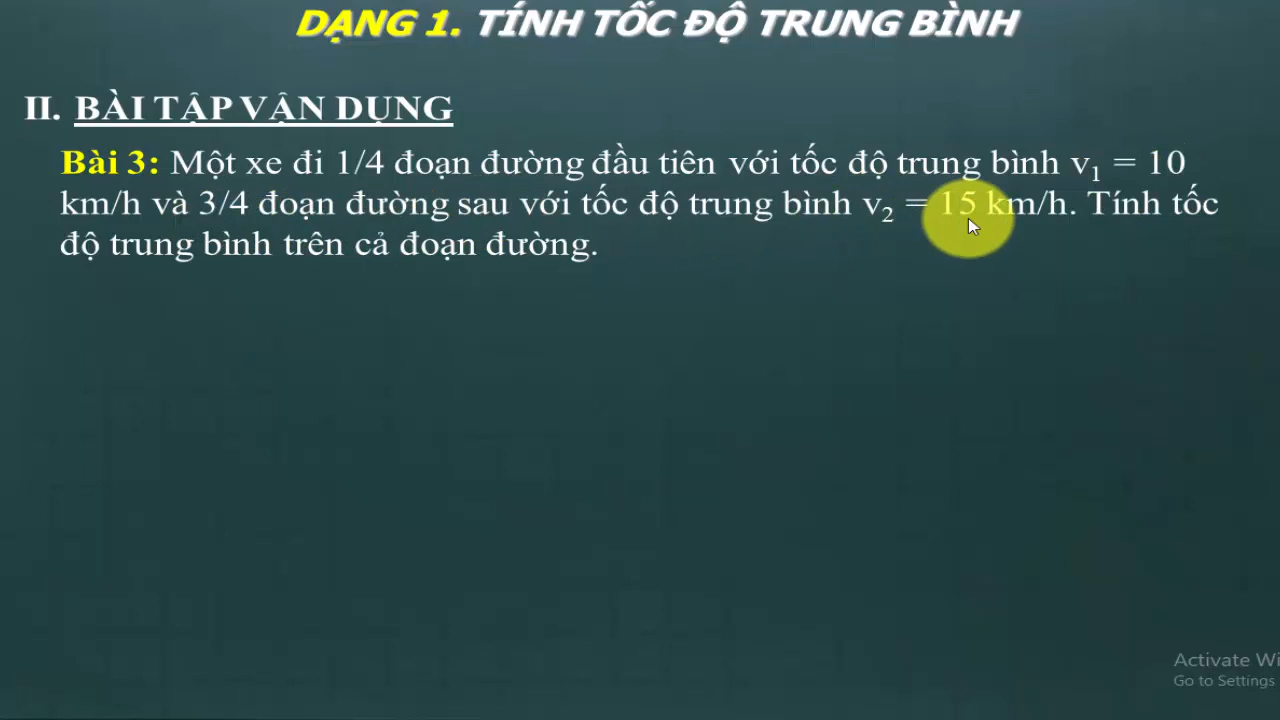 DẠNG 1. TÍNH TỐC ĐỘ TRUNG BÌNH
II. BÀI TẬP VẬN DỤNG
Bài 3: Một xe đi 1/4 đoạn đường đầu tiên với tốc độ trung bình v₁ = 10
km/h và 3/4 đoạn đường sau với tốc độ trung bình v₂ = 15 km/h. Tính tốc
độ trung bình trên cả đoạn đường.
Activate Wi
Go to Settings